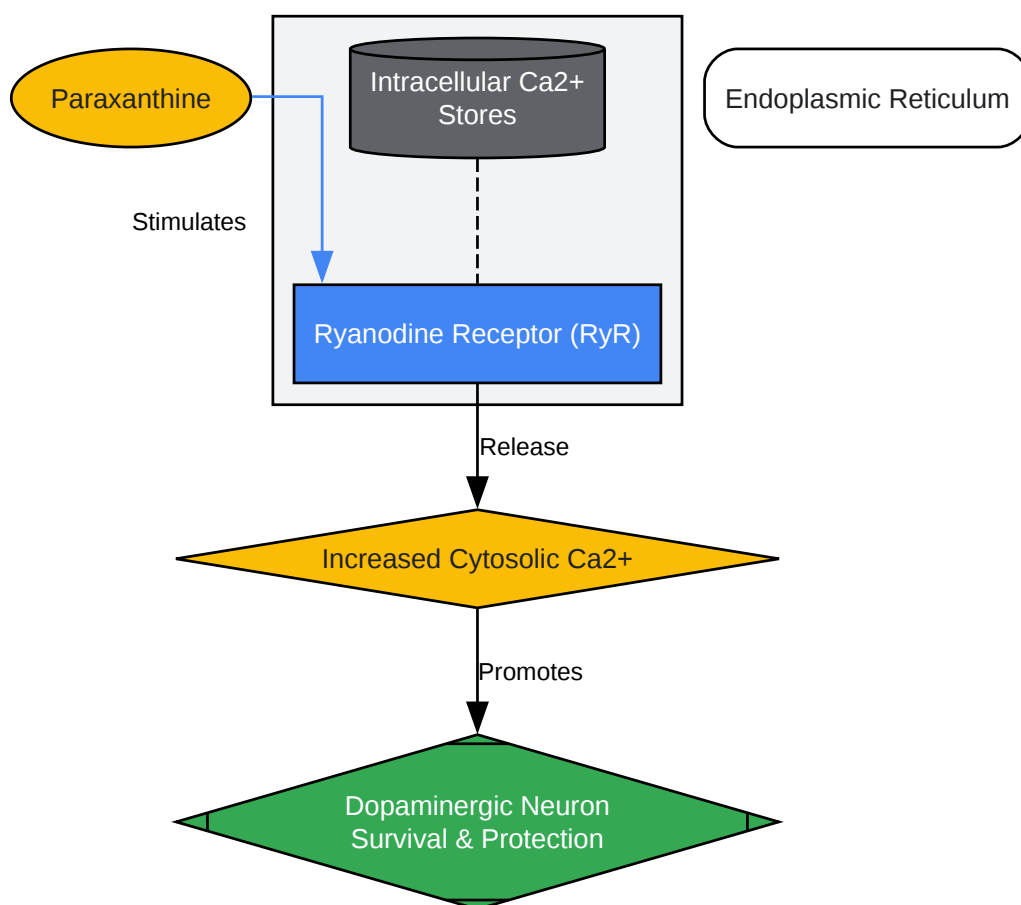 Paraxanthine
Intracellular Ca2+
Stores
Endoplasmic Reticulum
Stimulates
Ryanodine Receptor (RyR)
Release
Increased Cytosolic Ca2+
Promotes
Dopaminergic Neuron
Survival & Protection